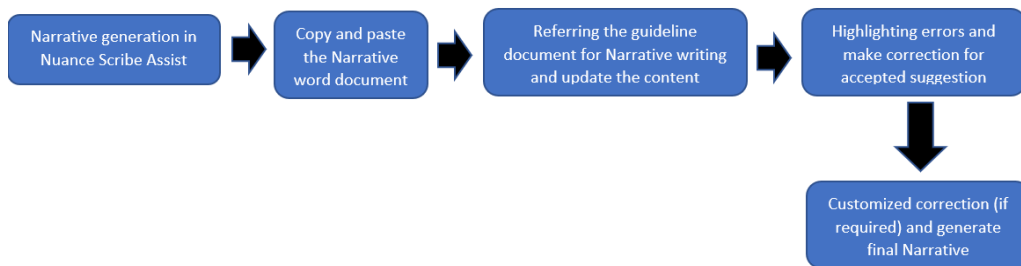 Narrative generation in
Nuance Scribe Assist
Copy and paste
the Narrative
word document
Referring the guideline
document for Narrative writing
and update the content
Highlighting errors and
make correction for
accepted suggestion
Customized correction (if
required) and generate
final Narrative